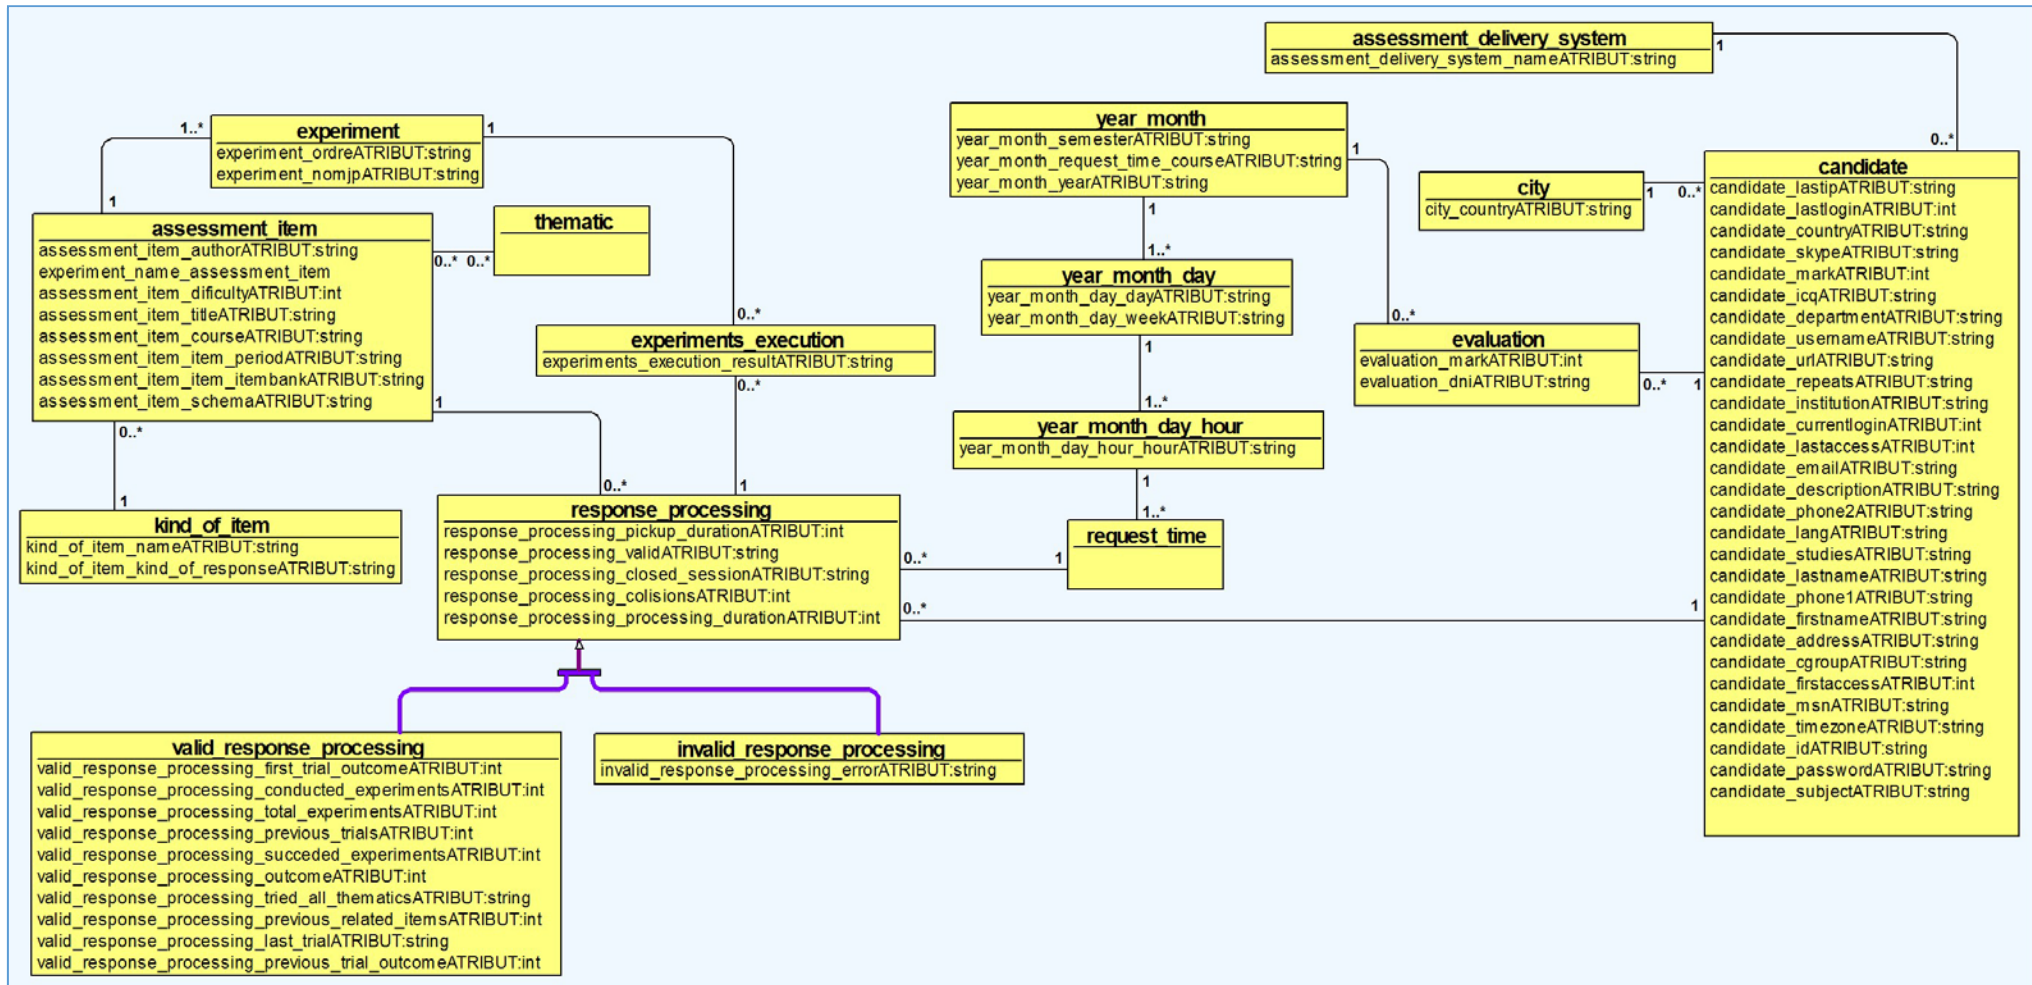 assessment_delivery_system
assessment_delivery_system_nameATRIBUT:string
1
0..*
experiment
experiment_ordreATRIBUT:string
experiment_nomjpATRIBUT:string
1..*
1
1
0..*
year_month
year_month_semesterATRIBUT:string
year_month_request_time_courseATRIBUT:string
year_month_yearATRIBUT:string
1
0..*
1
1..*
city
city_countryATRIBUT:string
1
0..*
candidate
candidate_lastipATRIBUT:string
candidate_lastloginATRIBUT:int
candidate_countryATRIBUT:string
candidate_skypeATRIBUT:string
candidate_markATRIBUT:int
candidate_icqATRIBUT:string
candidate_departmentATRIBUT:string
candidate_usernameATRIBUT:string
candidate_urlATRIBUT:string
candidate_repeatsATRIBUT:string
candidate_institutionATRIBUT:string
candidate_currentloginATRIBUT:int
candidate_lastaccessATRIBUT:int
candidate_emailATRIBUT:string
candidate_descriptionATRIBUT:string
candidate_phone2ATRIBUT:string
candidate_langATRIBUT:string
candidate_studiesATRIBUT:string
candidate_lastnameATRIBUT:string
candidate_phone1ATRIBUT:string
candidate_firstnameATRIBUT:string
candidate_addressATRIBUT:string
candidate_cgroupATRIBUT:string
candidate_firstaccessATRIBUT:int
candidate_msnATRIBUT:string
candidate_timezoneATRIBUT:string
candidate_idATRIBUT:string
candidate_passwordATRIBUT:string
candidate_subjectATRIBUT:string
assessment_item
assessment_item_authorATRIBUT:string
experiment_name_assessment_item
assessment_item_dificultyATRIBUT:int
assessment_item_titleATRIBUT:string
assessment_item_courseATRIBUT:string
assessment_item_item_periodATRIBUT:string
assessment_item_item_itembankATRIBUT:string
assessment_item_schemaATRIBUT:string
0..*
0..*
thematic
1
0..*
0..*
1
year_month_day
year_month_day_dayATRIBUT:string
year_month_day_weekATRIBUT:string
1
1..*
experiments_execution
experiments_execution_resultATRIBUT:string
0..*
1
evaluation
evaluation_markATRIBUT:int
evaluation_dniATRIBUT:string
0..*
1
year_month_day_hour
year_month_day_hour_hourATRIBUT:string
1
1..*
kind_of_item
kind_of_item_nameATRIBUT:string
kind_of_item_kind_of_responseATRIBUT:string
response_processing
response_processing_pickup_durationATRIBUT:int
response_processing_validATRIBUT:string
response_processing_closed_sessionATRIBUT:string
response_processing_colisionsATRIBUT:int
response_processing_processing_durationATRIBUT:int
0..*
1
0..*
1
request_time
valid_response_processing
valid_response_processing_first_trial_outcomeATRIBUT:int
valid_response_processing_conducted_experimentsATRIBUT:int
valid_response_processing_total_experimentsATRIBUT:int
valid_response_processing_previous_trialsATRIBUT:int
valid_response_processing_succeded_experimentsATRIBUT:int
valid_response_processing_outcomeATRIBUT:int
valid_response_processing_tried_all_thematicsATRIBUT:string
valid_response_processing_previous_related_itemsATRIBUT:int
valid_response_processing_last_trialATRIBUT:string
valid_response_processing_previous_trial_outcomeATRIBUT:int
invalid_response_processing
invalid_response_processing_errorATRIBUT:string